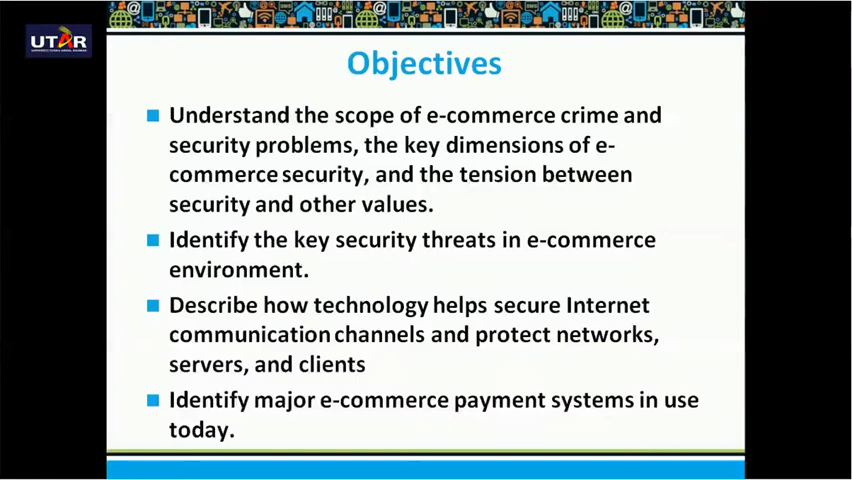 UTAR
Objectives
Understand the scope of e-commerce crime and
security problems, the key dimensions of e-
commerce security, and the tension between
security and other values.
Identify the key security threats in e-commerce
environment.
Describe how technology helps secure Internet
communication channels and protect networks,
servers, and clients
Identify major e-commerce payment systems in use
today.